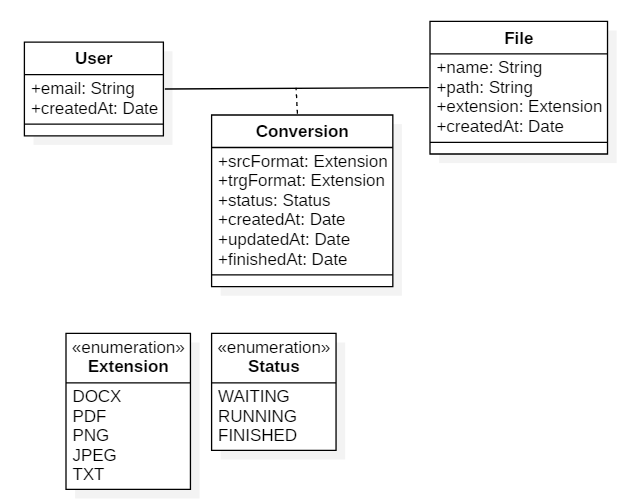 User
+email: String
+createdAt: Date
File
+name: String
+path: String
+extension: Extension
+createdAt: Date
Conversion
+srcFormat: Extension
+trgFormat: Extension
+status: Status
+createdAt: Date
+updatedAt: Date
+finishedAt: Date
«enumeration»
Extension
DOCX
PDF
PNG
JPEG
TXT
«enumeration»
Status
WAITING
RUNNING
FINISHED